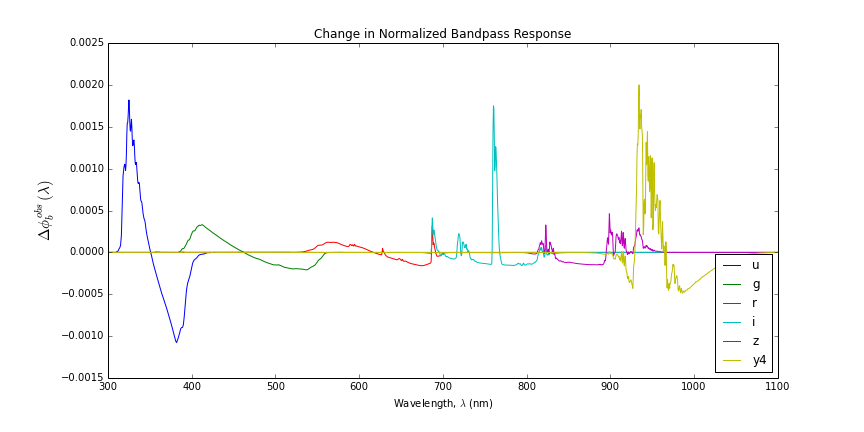 Change in Normalized Bandpass Response
0.0025
0.0020
0.0015
0.0010
0.0005
0.0000
−0.0005
−0.0010
−0.0015
Δϕ_b^{obs}(λ)
300 400 500 600 700 800 900 1000 1100
Wavelength, λ (nm)
u
g
r
i
z
y4